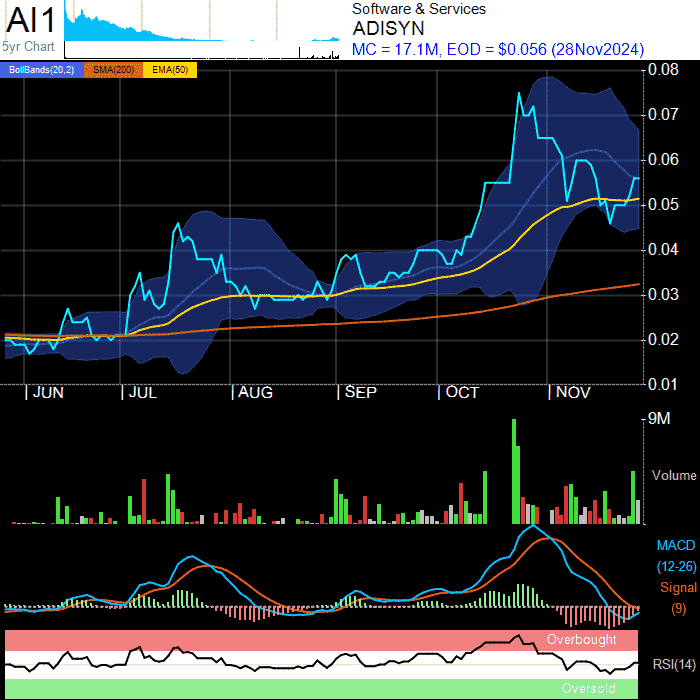 AI1
5yr Chart
Software & Services
ADISYN
MC = 17.1M, EOD = $0.056 (28Nov2024)
BollBands(20,2) SMA(200) EMA(50)
0.08
0.07
0.06
0.05
0.04
0.03
0.02
0.01
JUN JUL AUG SEP OCT NOV
9M
Volume
MACD
(12-26)
Signal
(9)
Overbought
RSI(14)
Oversold